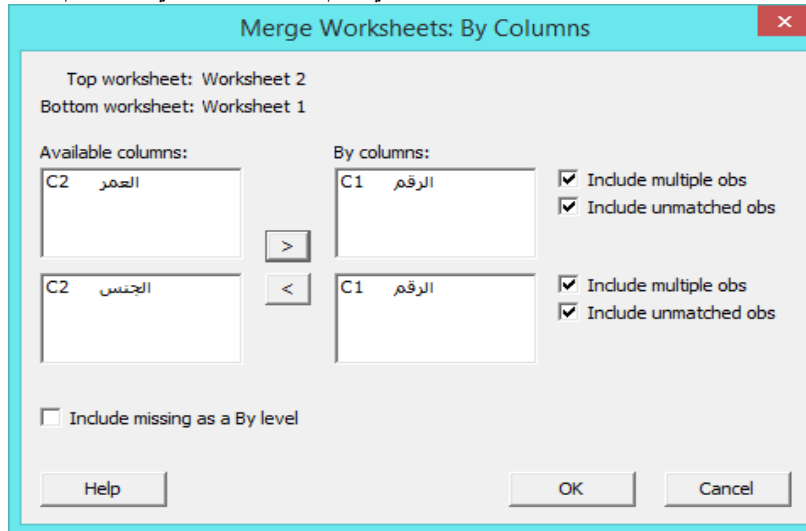 Merge Worksheets: By Columns
Top worksheet: Worksheet 2
Bottom worksheet: Worksheet 1
Available columns: By columns:
C2 العمر C1 الرقم Include multiple obs
Include unmatched obs
>
C2 الجنس < C1 الرقم Include multiple obs
Include unmatched obs
Include missing as a By level
Help OK Cancel